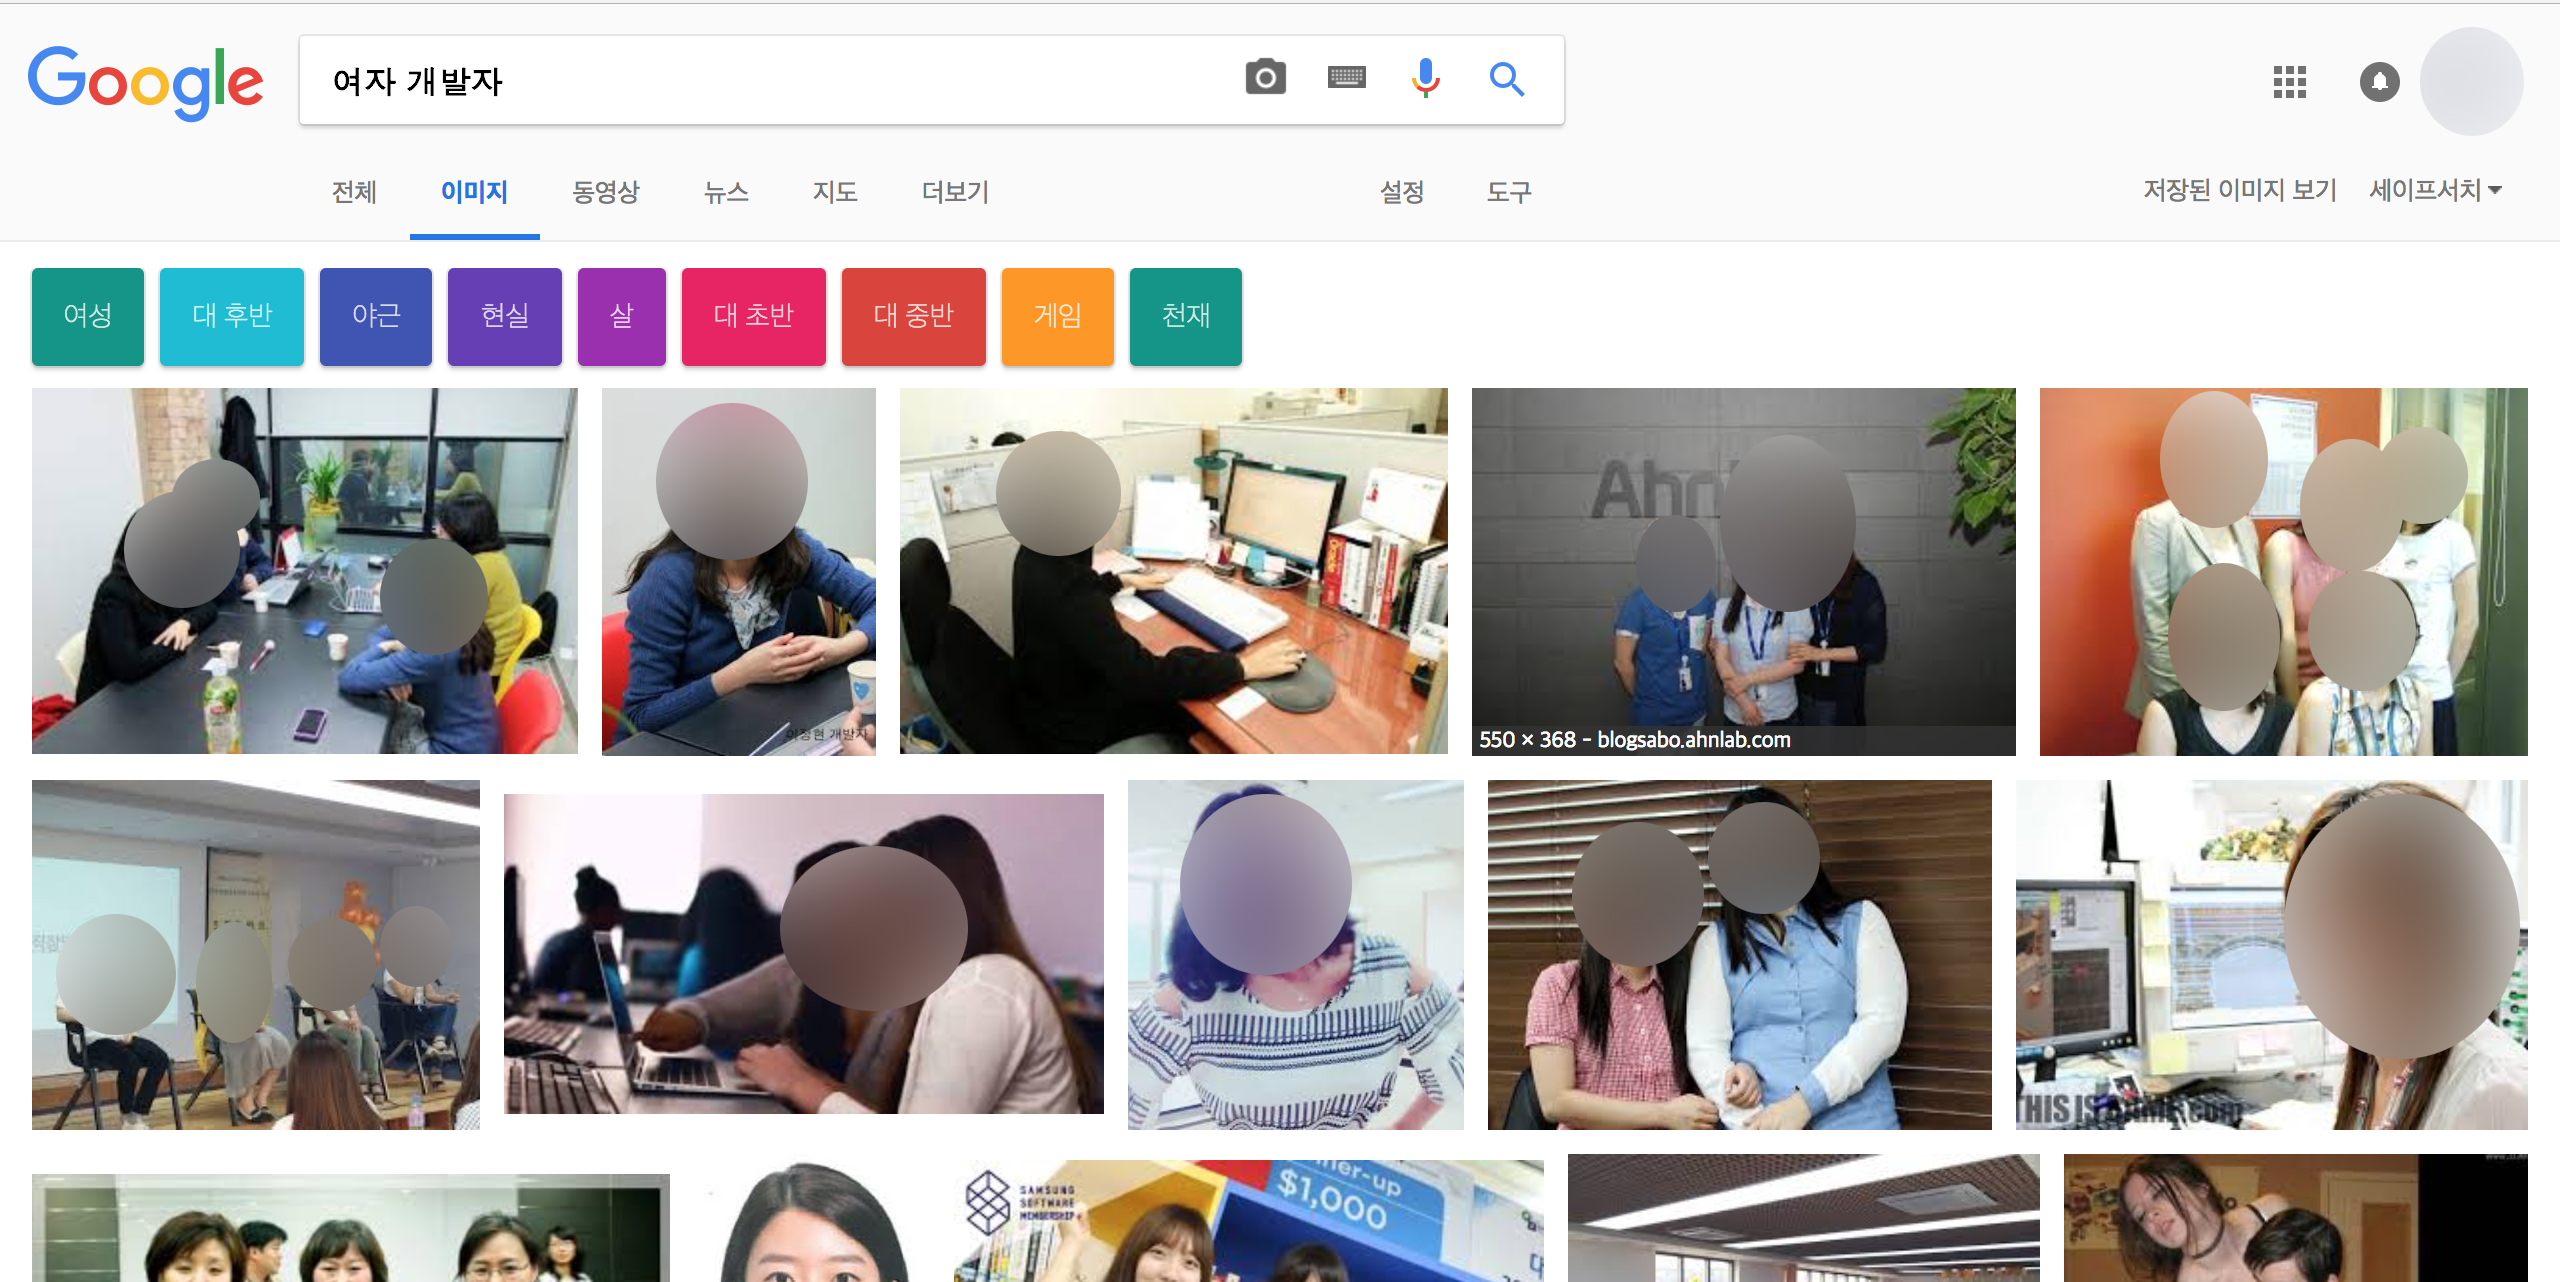 Google
여자 개발자
전체 이미지 동영상 뉴스 지도 더보기 설정 도구 저장된 이미지 보기 세이프서치
여성 대 후반 야근 현실 살 대 초반 대 중반 게임 천재
이정현 개발자
550 × 368 - blogsabo.ahnlab.com
THIS IS
SAMSUNG
SOFTWARE
MEMBERSHIP
$1,000